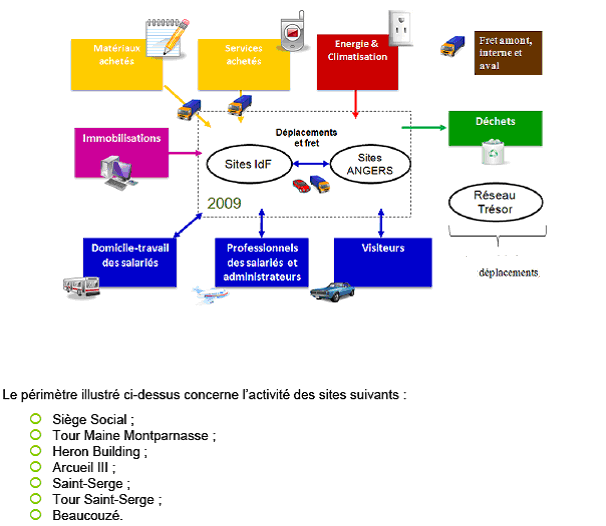 Matériaux
achetés
Services
achetés
Energie &
Climatisation
Fret amont,
interne et
aval
Déplacements
et fret
Déchets
Immobilisations
Sites IdF
Sites
ANGERS
2009
Réseau
Trésor
Domicile-travail
des salariés
Professionnels
des salariés et
administrateurs
Visiteurs
déplacements
Le périmètre illustré ci-dessus concerne l’activité des sites suivants :
Siège Social ;
Tour Maine Montparnasse ;
Heron Building ;
Arcueil III ;
Saint-Serge ;
Tour Saint-Serge ;
Beaucouzé.